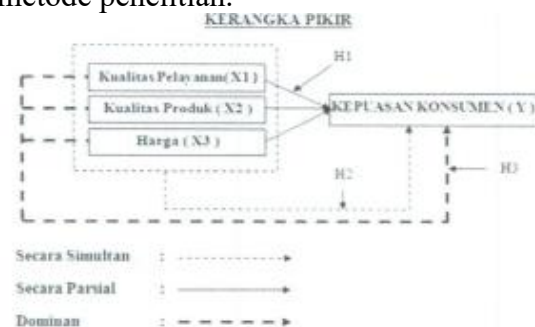 metode penelitian.
KERANGKA PIKIR
H1
Kualitas Pelayanan(X1)
Kualitas Produk ( X2 )
KEPUASAN KONSUMEN ( Y )
Harga ( X3 )
H2
H3
Secara Simultan :
Secara Parsial :
Dominan :